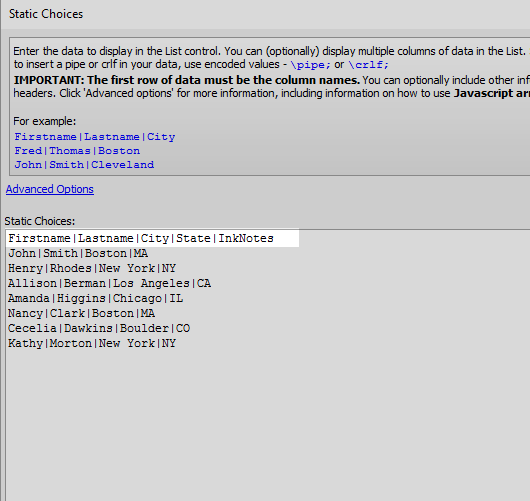 Static Choices
Enter the data to display in the List control. You can (optionally) display multiple columns of data in the List.
to insert a pipe or crlf in your data, use encoded values - \pipe; or \crlf;
IMPORTANT: The first row of data must be the column names. You can optionally include other inf
headers. Click 'Advanced options' for more information, including information on how to use Javascript arr
For example:
Firstname|Lastname|City
Fred|Thomas|Boston
John|Smith|Cleveland
Advanced Options
Static Choices:
Firstname|Lastname|City|State|InkNotes
John|Smith|Boston|MA
Henry|Rhodes|New York|NY
Allison|Berman|Los Angeles|CA
Amanda|Higgins|Chicago|IL
Nancy|Clark|Boston|MA
Cecelia|Dawkins|Boulder|CO
Kathy|Morton|New York|NY